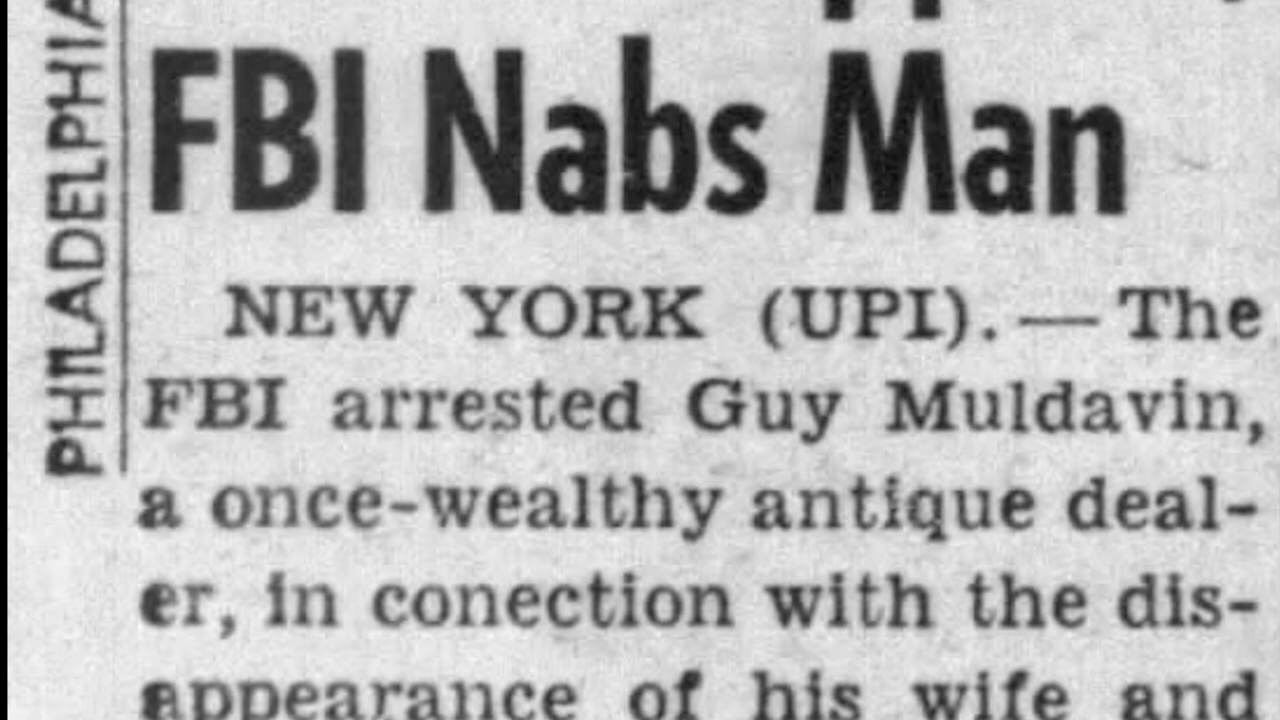 PHILADELPHIA
FBI Nabs Man
NEW YORK (UPI).—The
FBI arrested Guy Muldavin,
a once-wealthy antique deal-
er, in conection with the dis-
appearance of his wife and